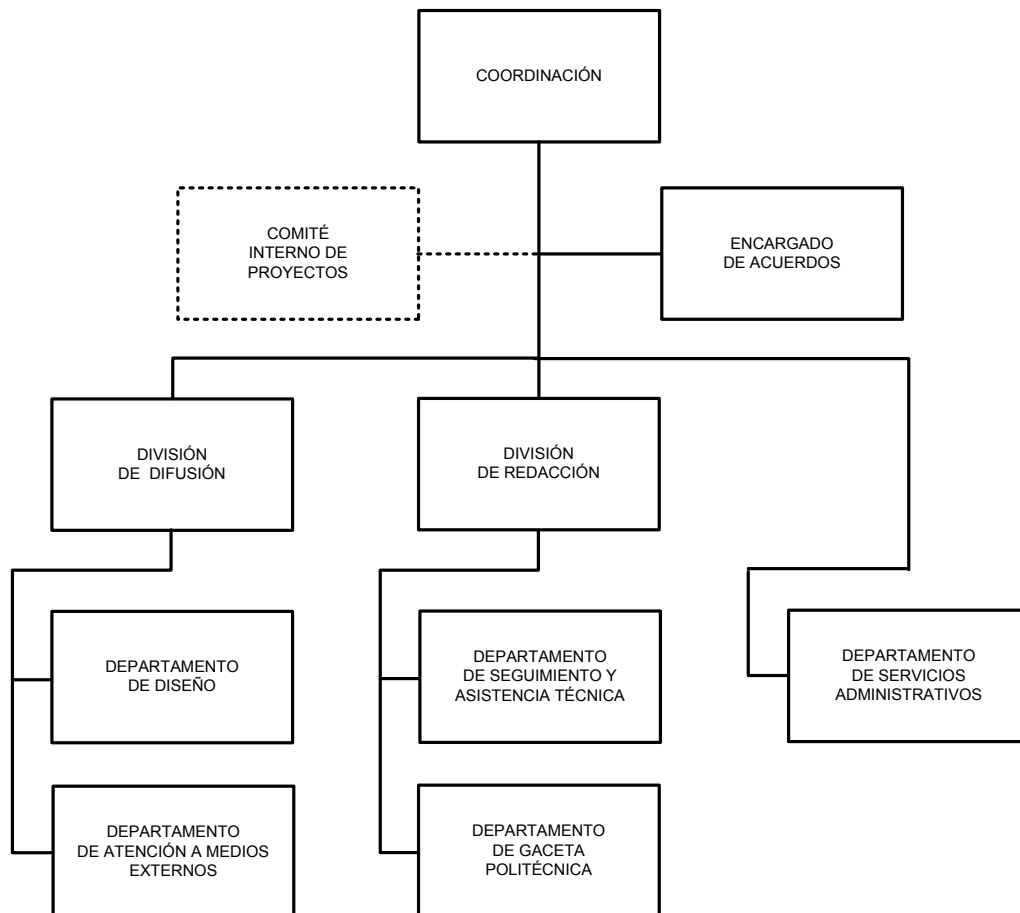 COORDINACIÓN
COMITÉ
INTERNO DE
PROYECTOS
ENCARGADO
DE ACUERDOS
DIVISIÓN
DE DIFUSIÓN
DIVISIÓN
DE REDACCIÓN
DEPARTAMENTO
DE DISEÑO
DEPARTAMENTO
DE SEGUIMIENTO Y
ASISTENCIA TÉCNICA
DEPARTAMENTO
DE SERVICIOS
ADMINISTRATIVOS
DEPARTAMENTO
DE ATENCIÓN A MEDIOS
EXTERNOS
DEPARTAMENTO
DE GACETA
POLITÉCNICA